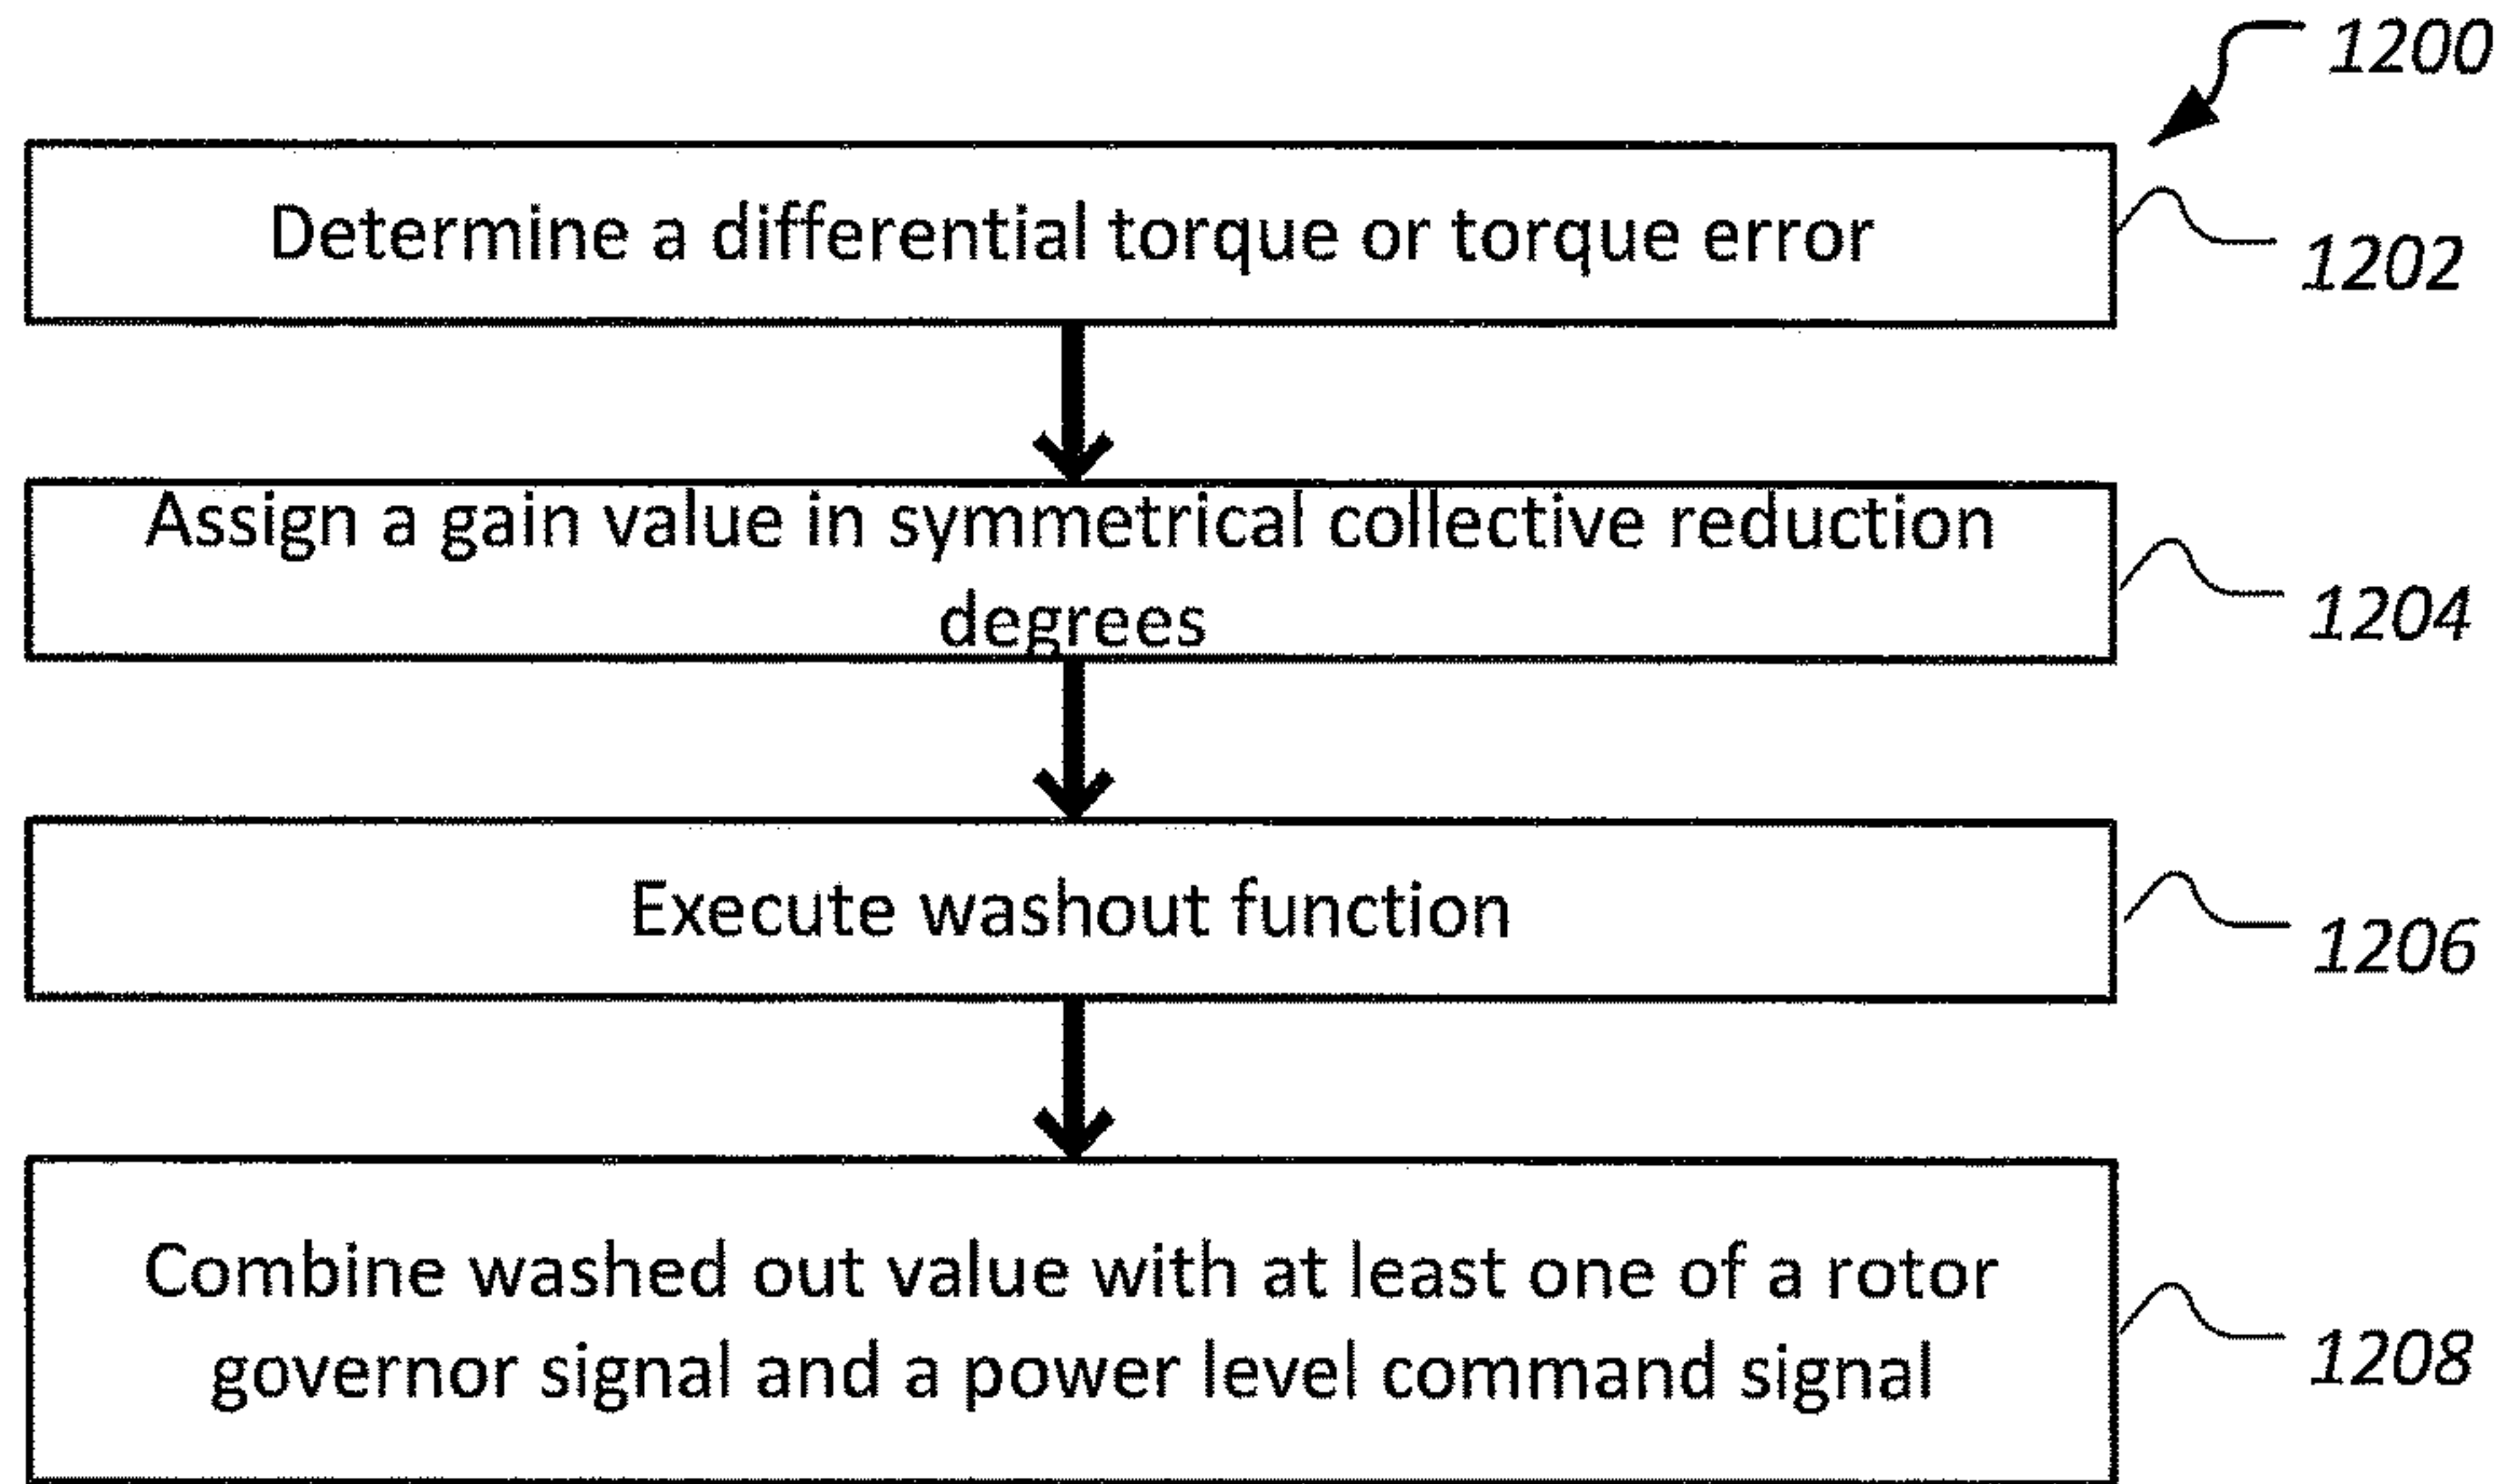 1200
Determine a differential torque or torque error
1202
Assign a gain value in symmetrical collective reduction
degrees
1204
Execute washout function
1206
Combine washed out value with at least one of a rotor
governor signal and a power level command signal
1208